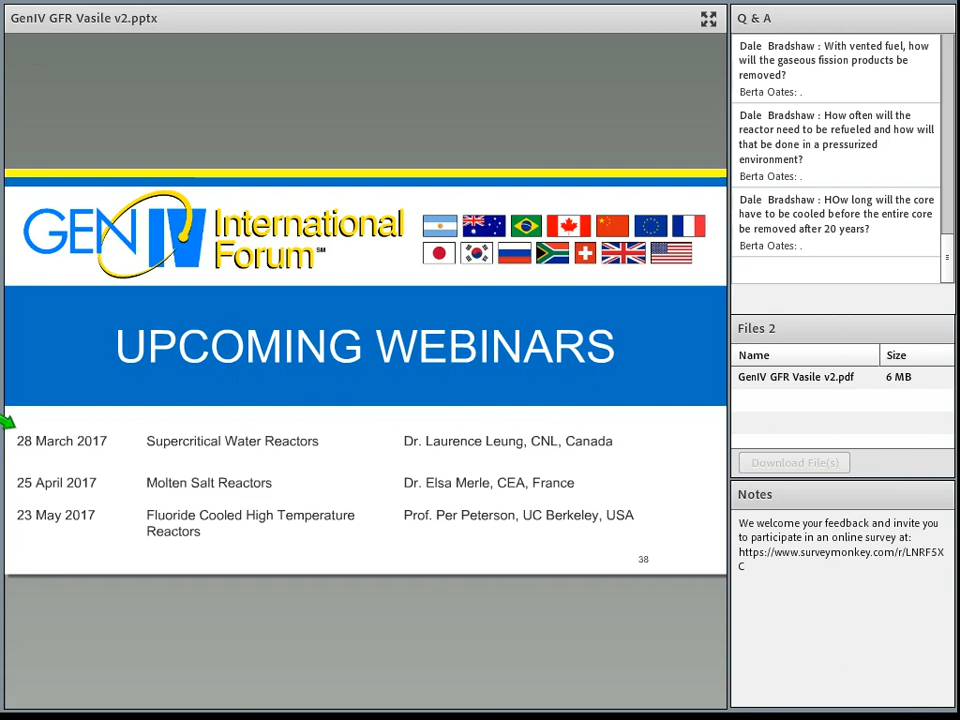 GenIV GFR Vasile v2.pptx
GEN IV International
Forum℠
UPCOMING WEBINARS
28 March 2017 Supercritical Water Reactors Dr. Laurence Leung, CNL, Canada
25 April 2017 Molten Salt Reactors Dr. Elsa Merle, CEA, France
23 May 2017 Fluoride Cooled High Temperature Prof. Per Peterson, UC Berkeley, USA
Reactors
38
Q & A
Dale Bradshaw : With vented fuel, how
will the gaseous fission products be
removed?
Berta Oates: .
Dale Bradshaw : How often will the
reactor need to be refueled and how will
that be done in a pressurized
environment?
Berta Oates: .
Dale Bradshaw : HOw long will the core
have to be cooled before the entire core
be removed after 20 years?
Berta Oates: .
Files 2
Name Size
GenIV GFR Vasile v2.pdf 6 MB
Download File(s)
Notes
We welcome your feedback and invite you
to participate in an online survey at:
https://www.surveymonkey.com/r/LNRF5X
C